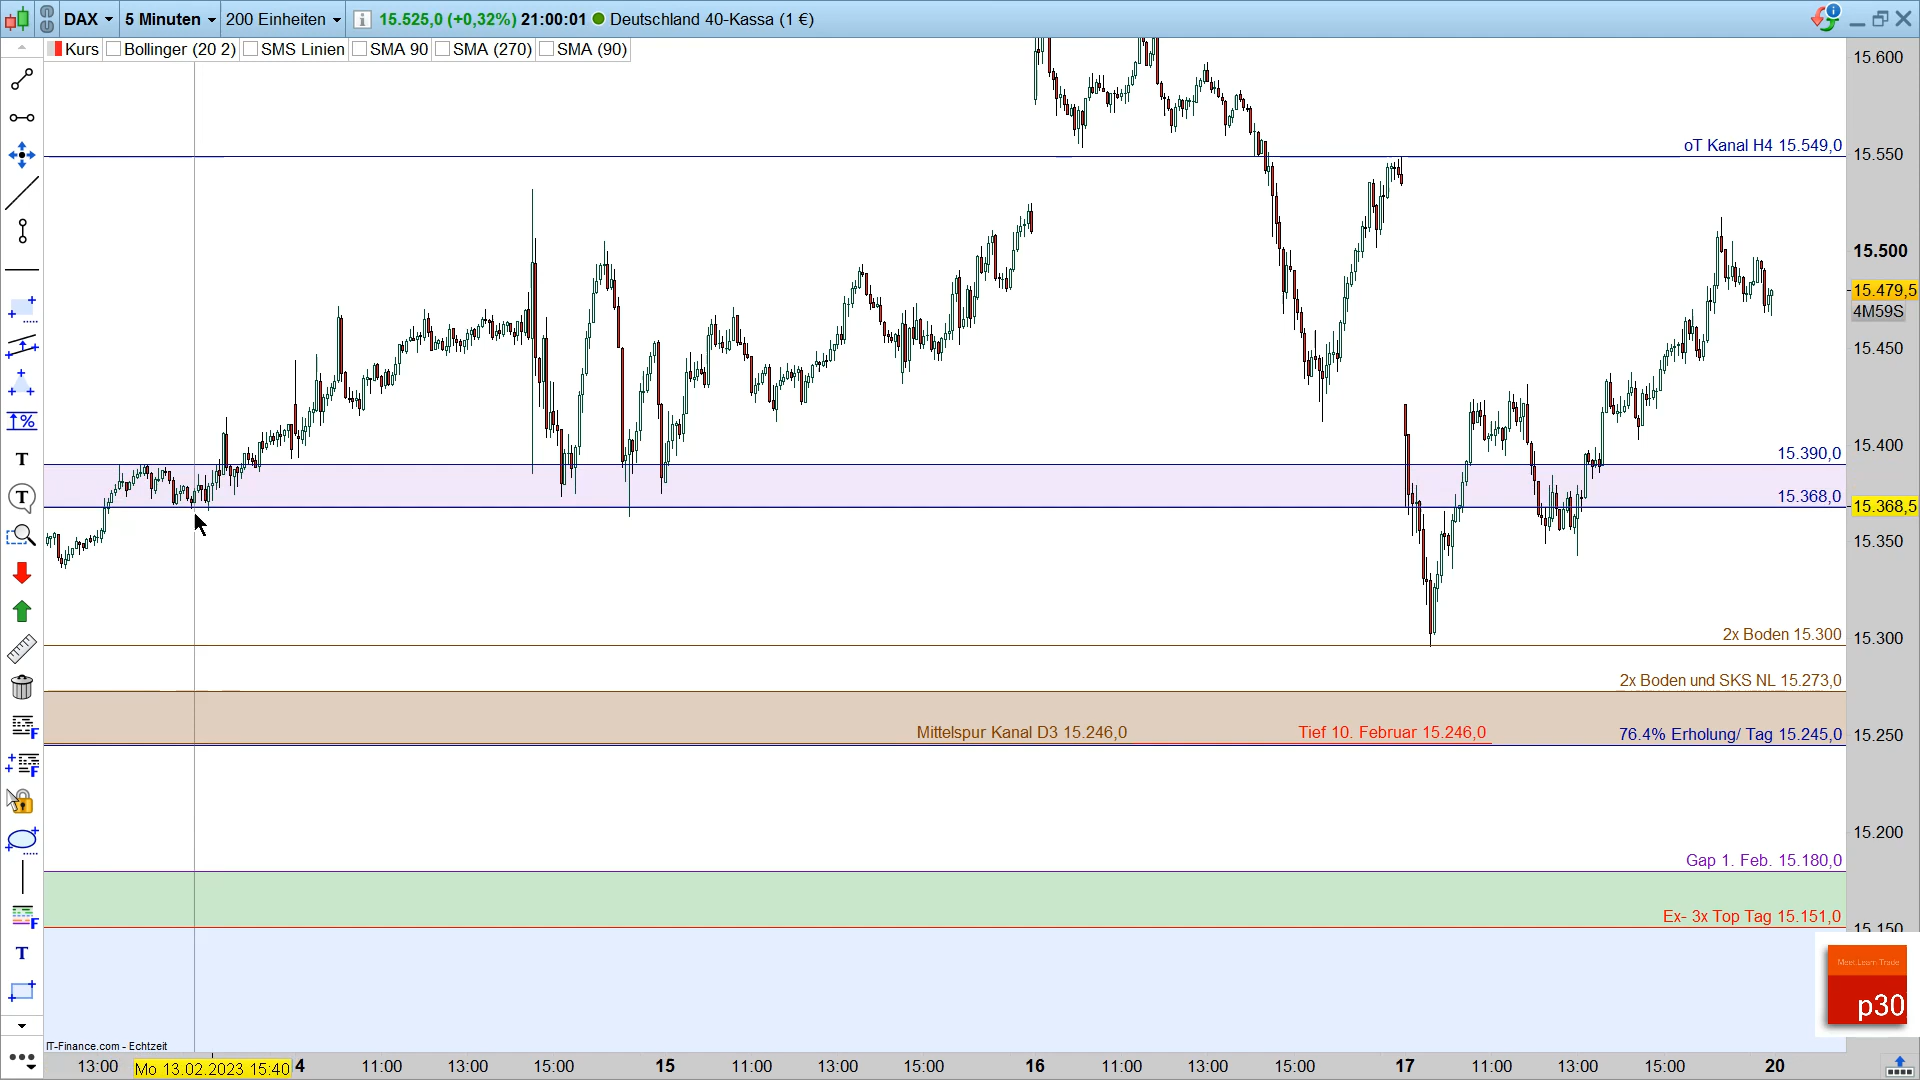 DAX 5 Minuten 200 Einheiten 15.525,0 (+0,32%) 21:00:01 Deutschland 40-Kassa (1 €)
Kurs Bollinger (20 2) SMS Linien SMA 90 SMA (270) SMA (90)
15.600
oT Kanal H4 15.549,0
15.550
15.500
15.479,5
4M59S
15.450
15.400
15.390,0
15.368,0
15.368,5
15.350
2x Boden 15.300
15.300
2x Boden und SKS NL 15.273,0
Mittelspur Kanal D3 15.246,0 Tief 10. Februar 15.246,0 76.4% Erholung/ Tag 15.245,0
15.250
15.200
Gap 1. Feb. 15.180,0
Ex- 3x Top Tag 15.151,0
15.150
Meet Learn Trade
p30
IT-Finance.com - Echtzeit
13:00 Mo 13.02.2023 15:40 4 11:00 13:00 15:00 15 11:00 13:00 15:00 16 11:00 13:00 15:00 17 11:00 13:00 15:00 20